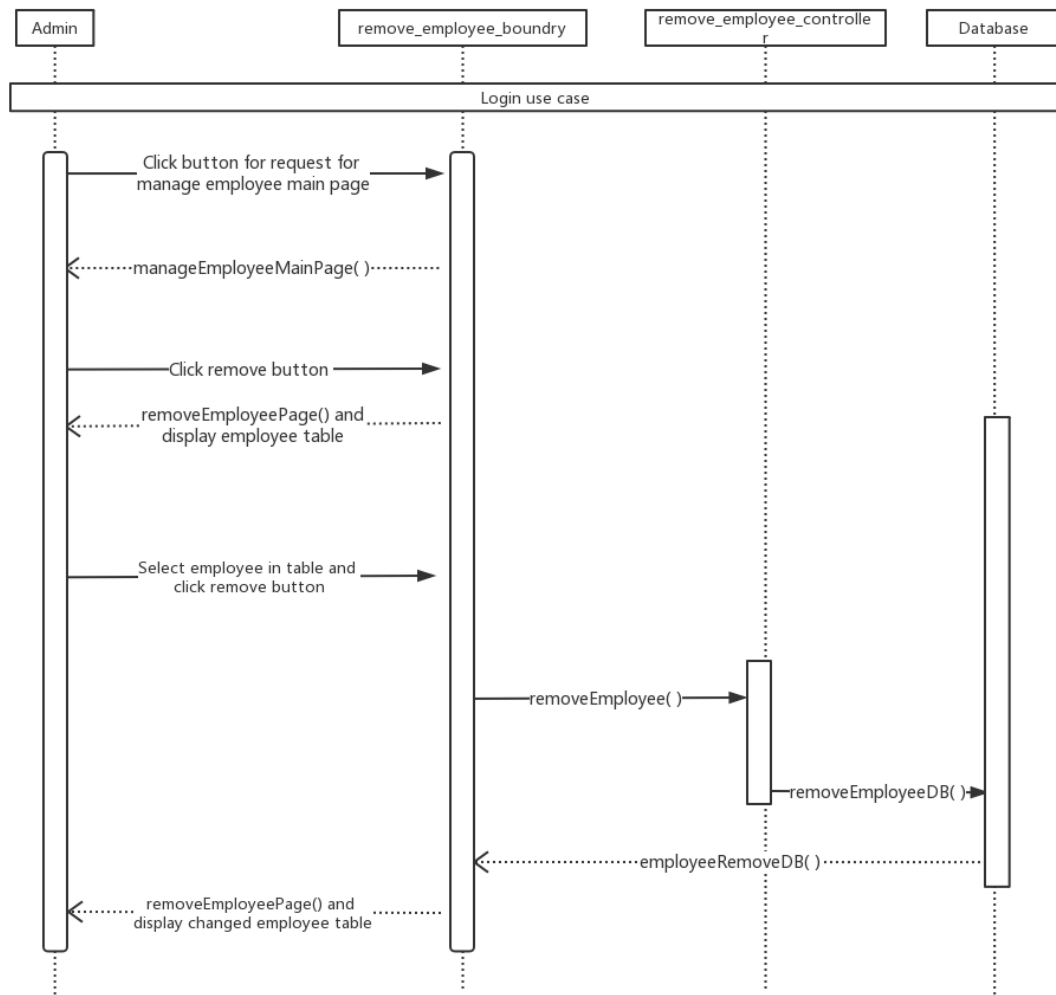 Admin
remove_employee_boundry
remove_employee_controlle
r
Database
Login use case
Click button for request for
manage employee main page
manageEmployeeMainPage( )
Click remove button
removeEmployeePage() and
display employee table
Select employee in table and
click remove button
removeEmployee( )
removeEmployeeDB( )
employeeRemoveDB( )
removeEmployeePage() and
display changed employee table